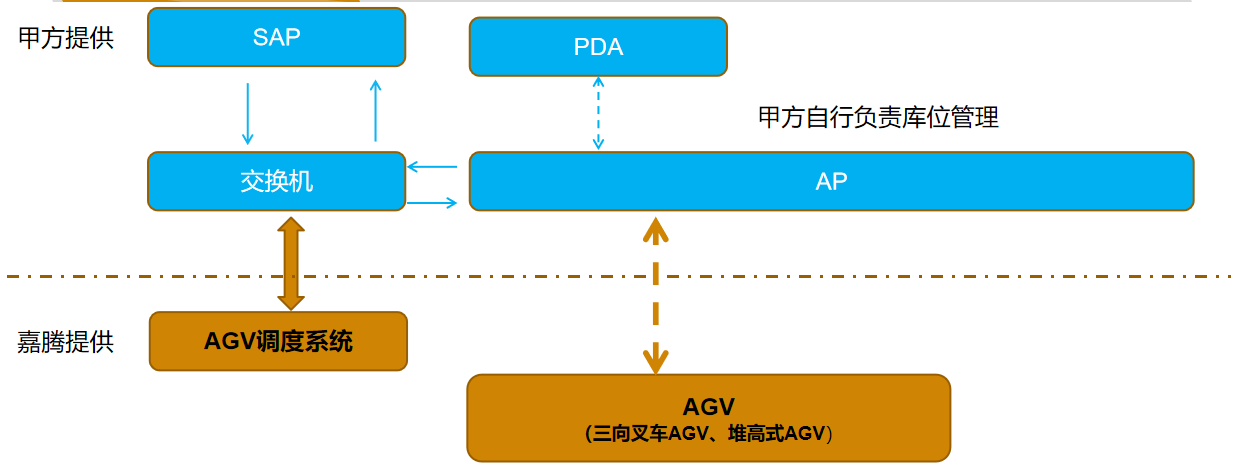 甲方提供
SAP
PDA
甲方自行负责库位管理
交换机
AP
嘉腾提供
AGV调度系统
AGV
（三向叉车AGV、堆高式AGV）